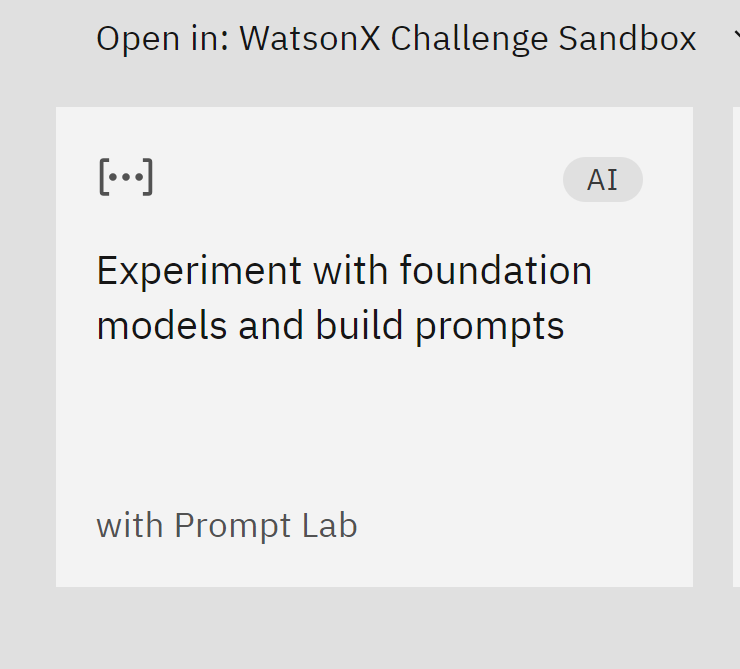 Open in: WatsonX Challenge Sandbox
AI
Experiment with foundation
models and build prompts
with Prompt Lab